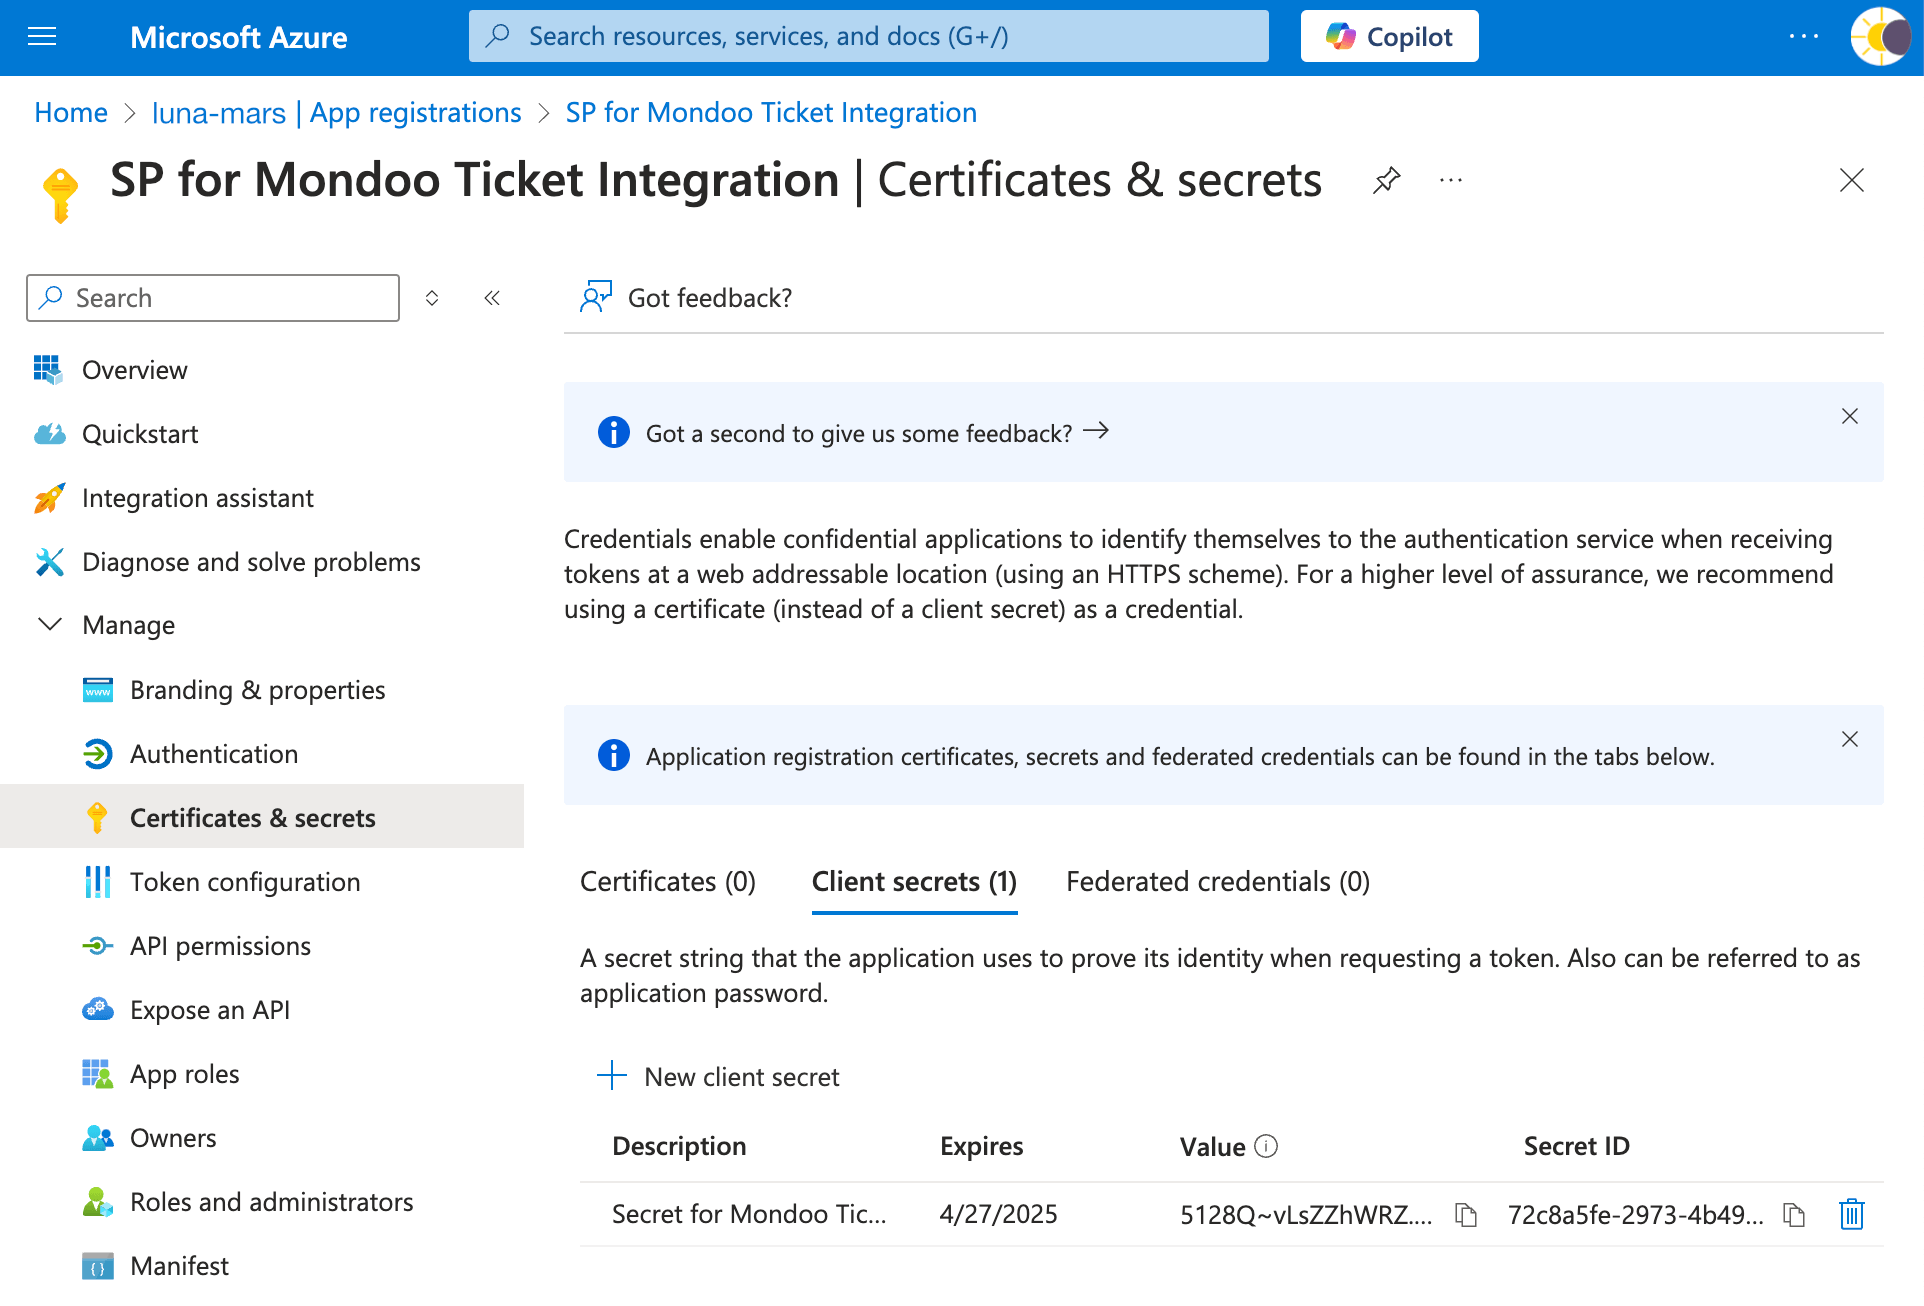 Microsoft Azure
Search resources, services, and docs (G+/)
Copilot
Home > luna-mars | App registrations > SP for Mondoo Ticket Integration
SP for Mondoo Ticket Integration | Certificates & secrets
Search
Overview
Quickstart
Integration assistant
Diagnose and solve problems
Manage
Branding & properties
Authentication
Certificates & secrets
Token configuration
API permissions
Expose an API
App roles
Owners
Roles and administrators
Manifest
Got feedback?
Got a second to give us some feedback?
Credentials enable confidential applications to identify themselves to the authentication service when receiving
tokens at a web addressable location (using an HTTPS scheme). For a higher level of assurance, we recommend
using a certificate (instead of a client secret) as a credential.
Application registration certificates, secrets and federated credentials can be found in the tabs below.
Certificates (0) Client secrets (1) Federated credentials (0)
A secret string that the application uses to prove its identity when requesting a token. Also can be referred to as
application password.
New client secret
Description Expires Value Secret ID
Secret for Mondoo Tic... 4/27/2025 5128Q~vLsZZhWRZ.... 72c8a5fe-2973-4b49...